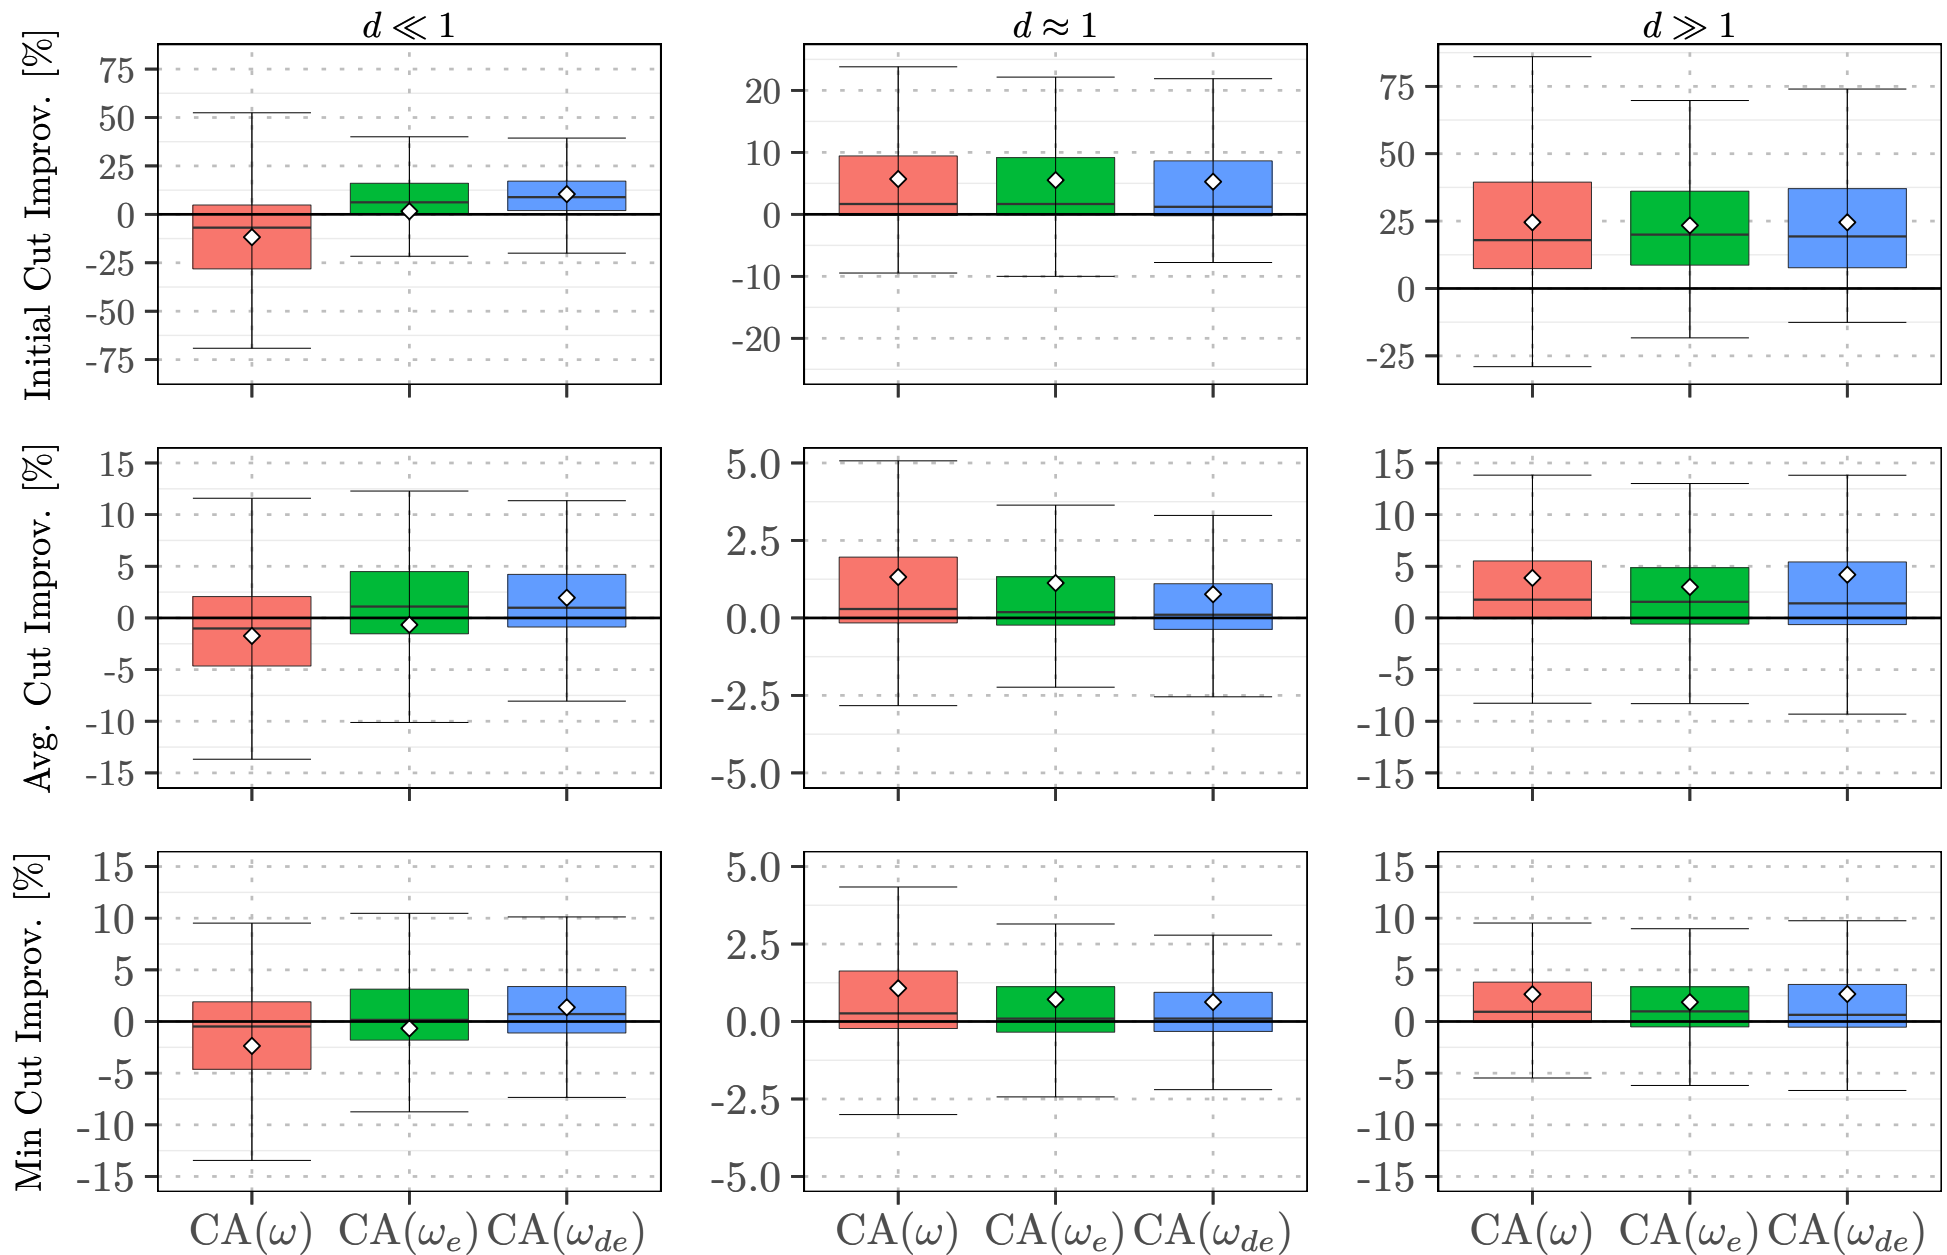 d ≪ 1 d ≈ 1 d ≫ 1
Initial Cut Improv. [%]
75 50 25 0 -25 -50 -75
20 10 0 -10 -20
75 50 25 0 -25
Avg. Cut Improv. [%]
15 10 5 0 -5 -10 -15
5.0 2.5 0.0 -2.5 -5.0
15 10 5 0 -5 -10 -15
Min Cut Improv. [%]
15 10 5 0 -5 -10 -15
5.0 2.5 0.0 -2.5 -5.0
15 10 5 0 -5 -10 -15
CA(ω) CA(ωe) CA(ωde) CA(ω) CA(ωe) CA(ωde) CA(ω) CA(ωe) CA(ωde)